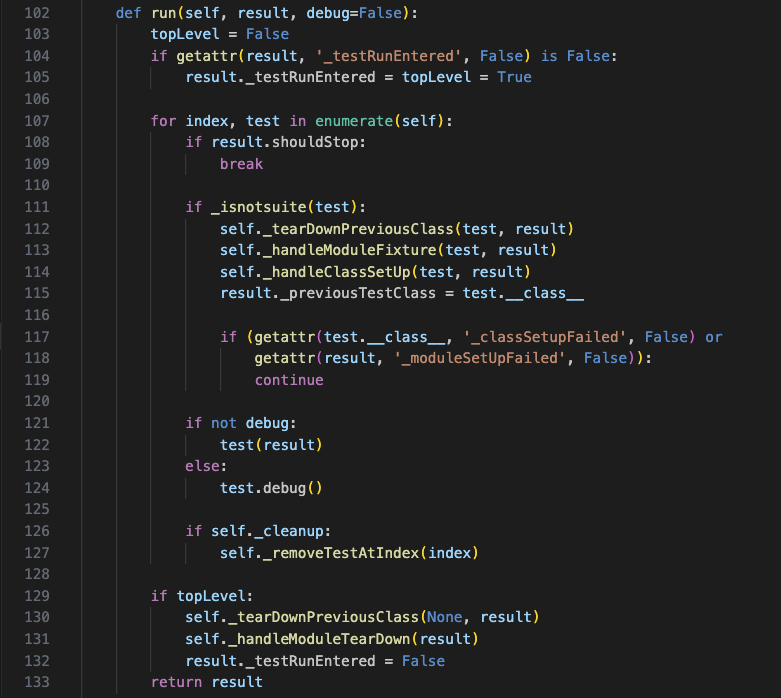 102 def run(self, result, debug=False):
103 topLevel = False
104 if getattr(result, '_testRunEntered', False) is False:
105 result._testRunEntered = topLevel = True
106
107 for index, test in enumerate(self):
108 if result.shouldStop:
109 break
110
111 if _isnotsuite(test):
112 self._tearDownPreviousClass(test, result)
113 self._handleModuleFixture(test, result)
114 self._handleClassSetUp(test, result)
115 result._previousTestClass = test.__class__
116
117 if (getattr(test.__class__, '_classSetupFailed', False) or
118 getattr(result, '_moduleSetUpFailed', False)):
119 continue
120
121 if not debug:
122 test(result)
123 else:
124 test.debug()
125
126 if self._cleanup:
127 self._removeTestAtIndex(index)
128
129 if topLevel:
130 self._tearDownPreviousClass(None, result)
131 self._handleModuleTearDown(result)
132 result._testRunEntered = False
133 return result